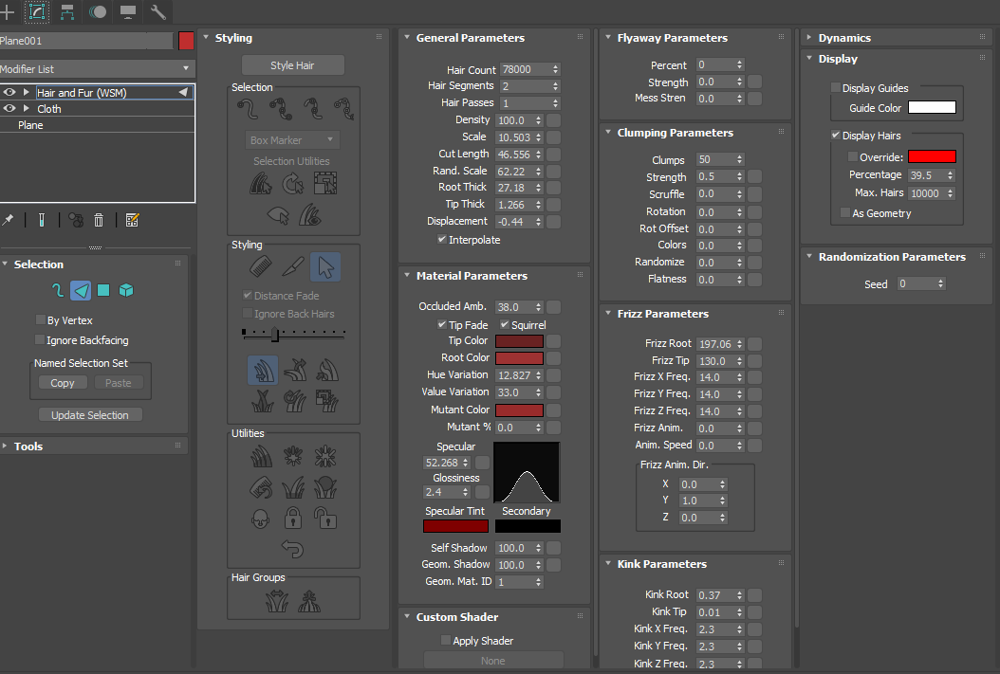 Plane001
Modifier List
Hair and Fur (WSM)
Cloth
Plane
Selection
By Vertex
Ignore Backfacing
Named Selection Set
Copy
Paste
Update Selection
Tools
Styling
Style Hair
Selection
Box Marker
Selection Utilities
Styling
Distance Fade
Ignore Back Hairs
Utilities
Hair Groups
General Parameters
Hair Count 78000
Hair Segments 2
Hair Passes 1
Density 100.0
Scale 10.503
Cut Length 46.556
Rand. Scale 62.22
Root Thick 27.18
Tip Thick 1.266
Displacement -0.44
Interpolate
Material Parameters
Occluded Amb. 38.0
Tip Fade Squirrel
Tip Color
Root Color
Hue Variation 12.827
Value Variation 33.0
Mutant Color
Mutant % 0.0
Specular
52.268
Glossiness
2.4
Specular Tint Secondary
Self Shadow 100.0
Geom. Shadow 100.0
Geom. Mat. ID 1
Custom Shader
Apply Shader
None
Flyaway Parameters
Percent 0
Strength 0.0
Mess Stren 0.0
Clumping Parameters
Clumps 50
Strength 0.5
Scruffle 0.0
Rotation 0.0
Rot Offset 0.0
Colors 0.0
Randomize 0.0
Flatness 0.0
Frizz Parameters
Frizz Root 197.06
Frizz Tip 130.0
Frizz X Freq. 14.0
Frizz Y Freq. 14.0
Frizz Z Freq. 14.0
Frizz Anim. 0.0
Anim. Speed 0.0
Frizz Anim. Dir.
X 0.0
Y 1.0
Z 0.0
Kink Parameters
Kink Root 0.37
Kink Tip 0.01
Kink X Freq. 2.3
Kink Y Freq. 2.3
Kink Z Freq. 2.3
Dynamics
Display
Display Guides
Guide Color
Display Hairs
Override:
Percentage 39.5
Max. Hairs 10000
As Geometry
Randomization Parameters
Seed 0